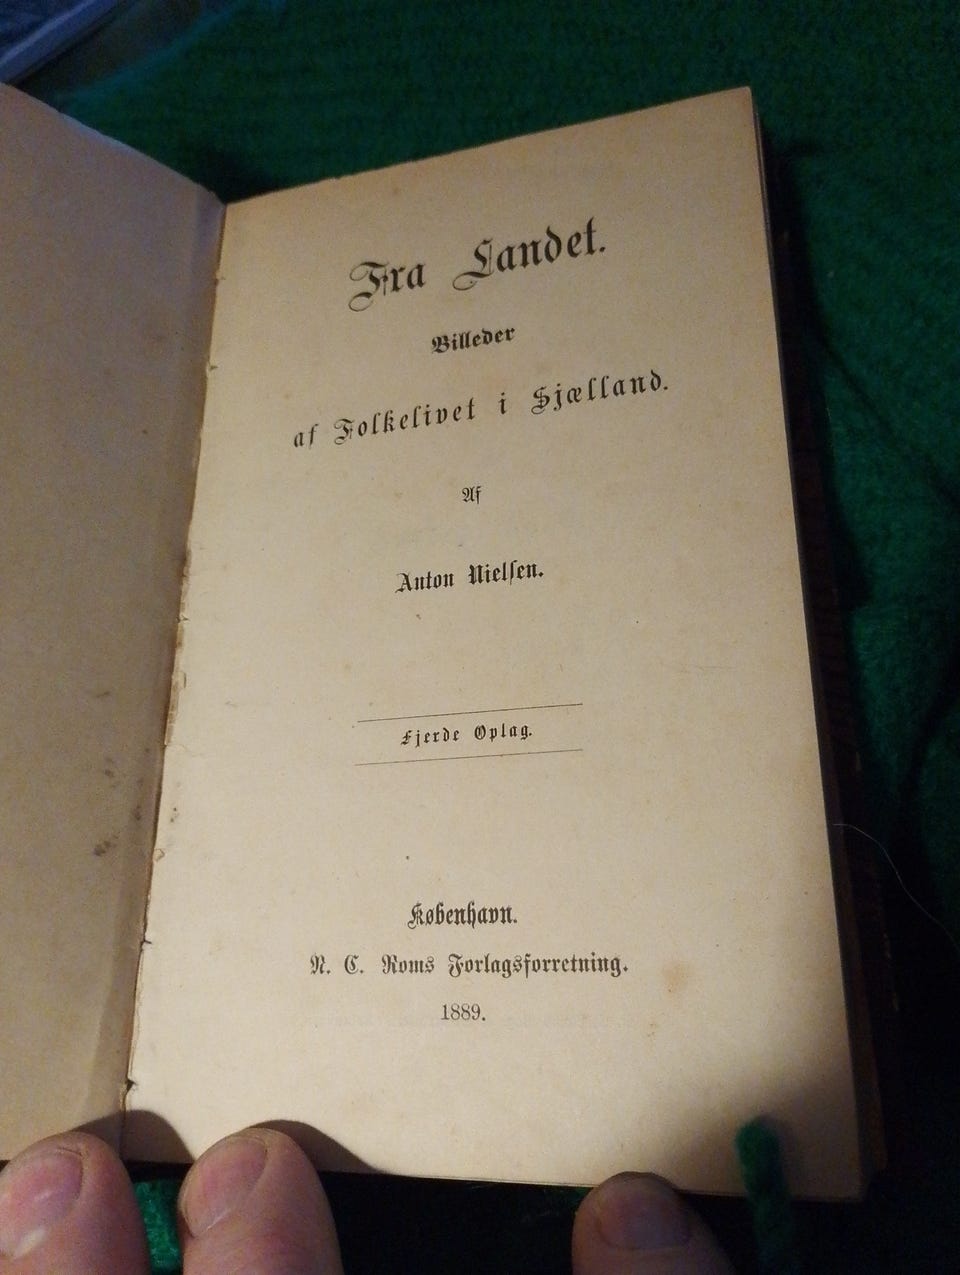 Fra Landet.
Billeder
af Folkelivet i Sjælland.
Af
Anton Nielsen.
Fjerde Oplag.
København.
N. C. Roms Forlagsforretning.
1889.